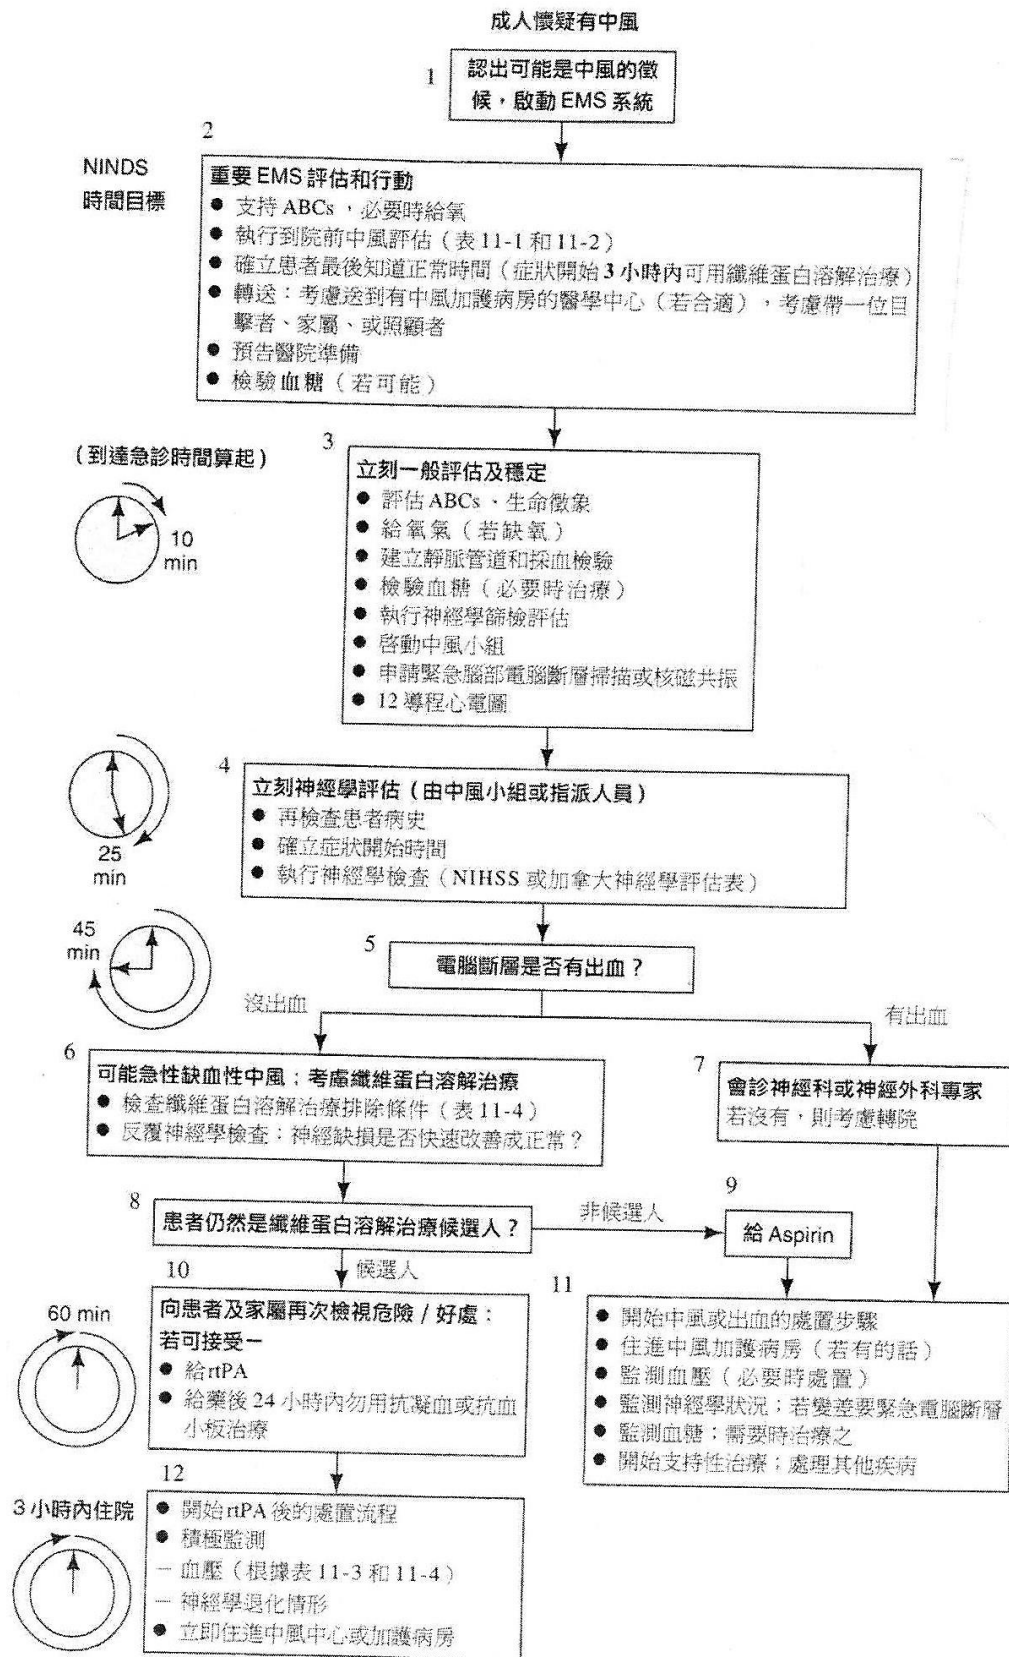 成人懷疑有中風
1
認出可能是中風的徵
候，啟動 EMS 系統
2
NINDS
時間目標
重要 EMS 評估和行動
● 支持 ABCs ，必要時給氧
● 執行到院前中風評估（表 11-1 和 11-2）
● 確立患者最後知道正常時間（症狀開始 3 小時內可用纖維蛋白溶解治療）
● 轉送：考慮送到有中風加護病房的醫學中心（若合適），考慮帶一位目
擊者、家屬、或照顧者
● 預告醫院準備
● 檢驗血糖（若可能）
3
（到達急診時間算起）
10
min
立刻一般評估及穩定
● 評估 ABCs 、生命徵象
● 給氧氣（若缺氧）
● 建立靜脈管道和採血檢驗
● 檢驗血糖（必要時治療）
● 執行神經學篩檢評估
● 啓動中風小組
● 申請緊急腦部電腦斷層掃描或核磁共振
● 12 導程心電圖
25
min
4
立刻神經學評估（由中風小組或指派人員）
● 再檢查患者病史
● 確立症狀開始時間
● 執行神經學檢查（NIHSS 或加拿大神經學評估表）
45
min
5
電腦斷層是否有出血？
沒出血
有出血
6
可能急性缺血性中風；考慮纖維蛋白溶解治療
● 檢查纖維蛋白溶解治療排除條件（表 11-4）
● 反覆神經學檢查：神經缺損是否快速改善成正常？
7
會診神經科或神經外科專家
若沒有，則考慮轉院
8
患者仍然是纖維蛋白溶解治療候選人？
非候選人
9
給 Aspirin
候選人
10
60 min
向患者及家屬再次檢視危險 / 好處：
若可接受－
● 給 rtPA
● 給藥後 24 小時內勿用抗凝血或抗血
小板治療
11
● 開始中風或出血的處置步驟
● 住進中風加護病房（若有的話）
● 監測血壓（必要時處置）
● 監測神經學狀況；若變差要緊急電腦斷層
● 監測血糖；需要時治療之
● 開始支持性治療；處理其他疾病
12
3 小時內住院
● 開始 rtPA 後的處置流程
● 積極監測
－ 血壓（根據表 11-3 和 11-4）
－ 神經學退化情形
● 立即住進中風中心或加護病房